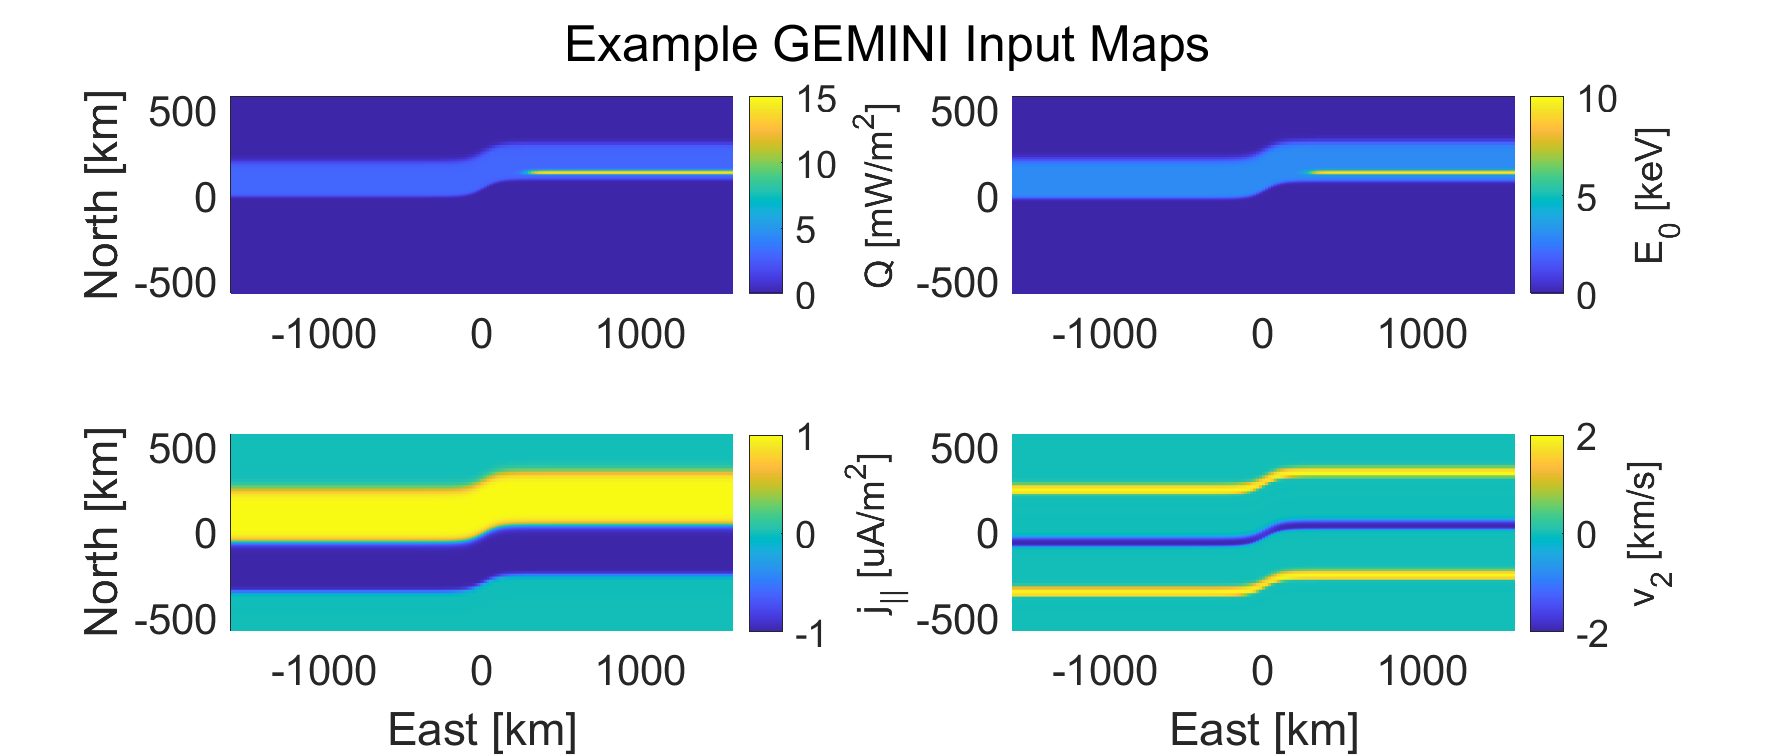 Example GEMINI Input Maps
North [km]
500
0
-500
-1000 0 1000
15
10
5
0
Q [mW/m²]
500
0
-500
-1000 0 1000
10
5
0
E₀ [keV]
North [km]
500
0
-500
-1000 0 1000
East [km]
1
0
-1
j|| [uA/m²]
500
0
-500
-1000 0 1000
East [km]
2
0
-2
v₂ [km/s]